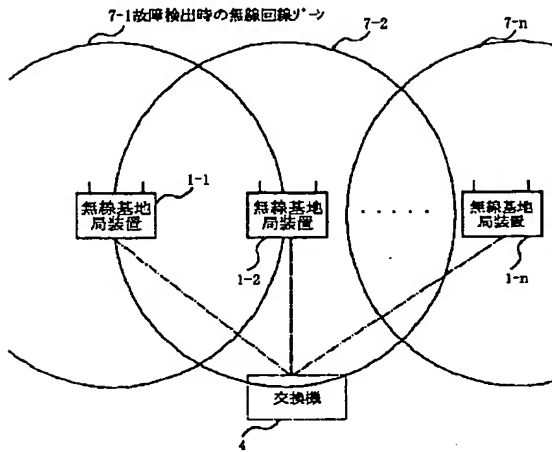 7-1故障検出時の無線回線ゾーン
7-2
7-n
無線基地
局装置
1-1
無線基地
局装置
1-2
・・・・・
無線基地
局装置
1-n
交換機
4